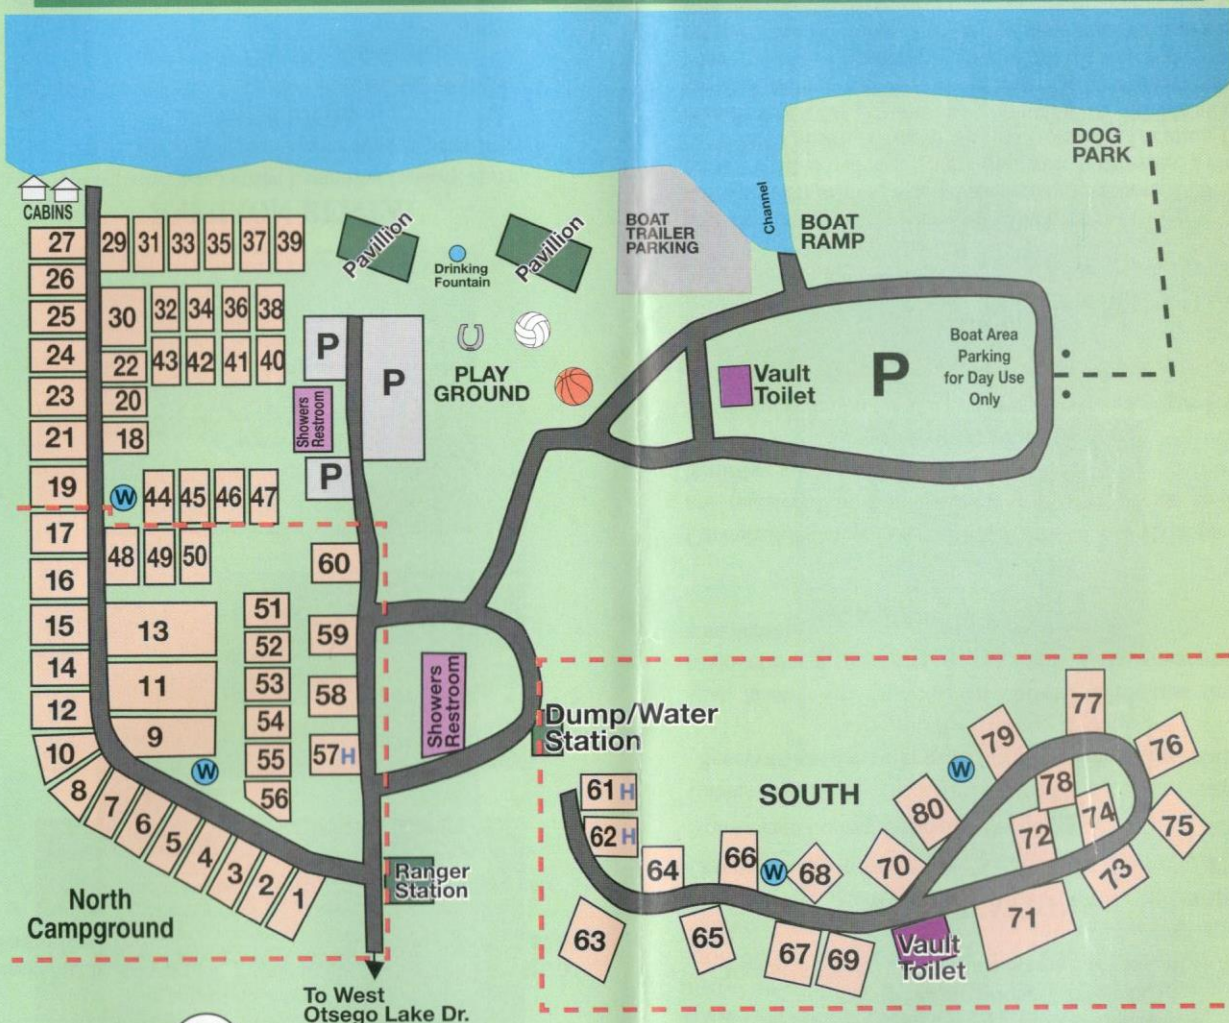 DOG
PARK
CABINS
BOAT
TRAILER
PARKING
Channel
BOAT
RAMP
Pavillion
Drinking
Fountain
Pavillion
27
29
31
33
35
37
39
26
25
30
32
34
36
38
24
22
43
42
41
40
23
20
21
18
P
P
P
Showers
Restroom
PLAY
GROUND
Vault
Toilet
P
Boat Area
Parking
for Day Use
Only
19
W
44
45
46
47
17
48
49
50
60
16
15
13
51
59
52
14
11
53
58
12
54
9
55
57H
10
W
56
8
7
6
5
4
3
2
1
Showers
Restroom
Dump/Water
Station
Ranger
Station
North
Campground
To West
Otsego Lake Dr.
SOUTH
61H
62H
63
64
65
66
W
68
67
69
70
80
W
79
77
76
78
74
75
72
73
71
Vault
Toilet